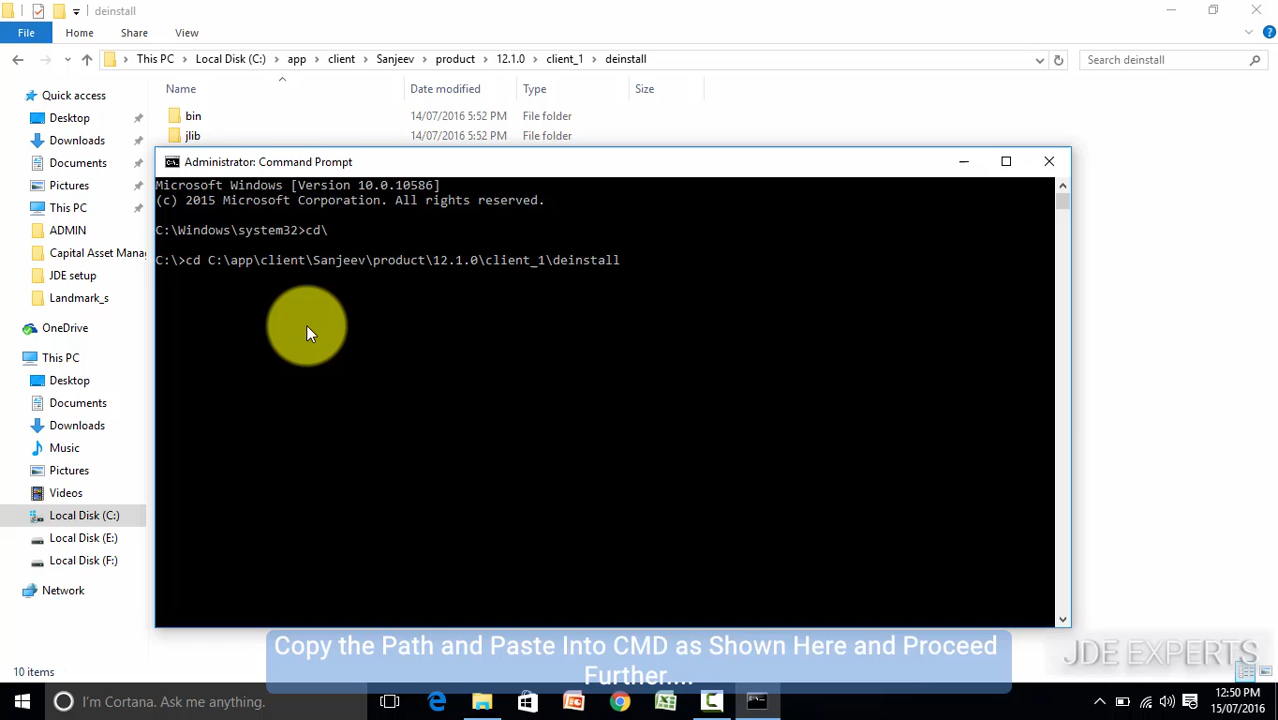 deinstall
File Home Share View
This PC Local Disk (C:) app client Sanjeev product 12.1.0 client_1 deinstall
Search deinstall
Name Date modified Type Size
Quick access
Desktop
Downloads
Documents
Pictures
This PC
ADMIN
Capital Asset Mana
JDE setup
Landmark_s
OneDrive
This PC
Desktop
Documents
Downloads
Music
Pictures
Videos
Local Disk (C:)
Local Disk (E:)
Local Disk (F:)
Network
bin 14/07/2016 5:52 PM File folder
jlib 14/07/2016 5:52 PM File folder
Administrator: Command Prompt
Microsoft Windows [Version 10.0.10586]
(c) 2015 Microsoft Corporation. All rights reserved.
C:\Windows\system32>cd\
C:\>cd C:\app\client\Sanjeev\product\12.1.0\client_1\deinstall
Copy the Path and Paste Into CMD as Shown Here and Proceed
Further....
JDE EXPERTS
10 items
I'm Cortana. Ask me anything.
12:50 PM
15/07/2016